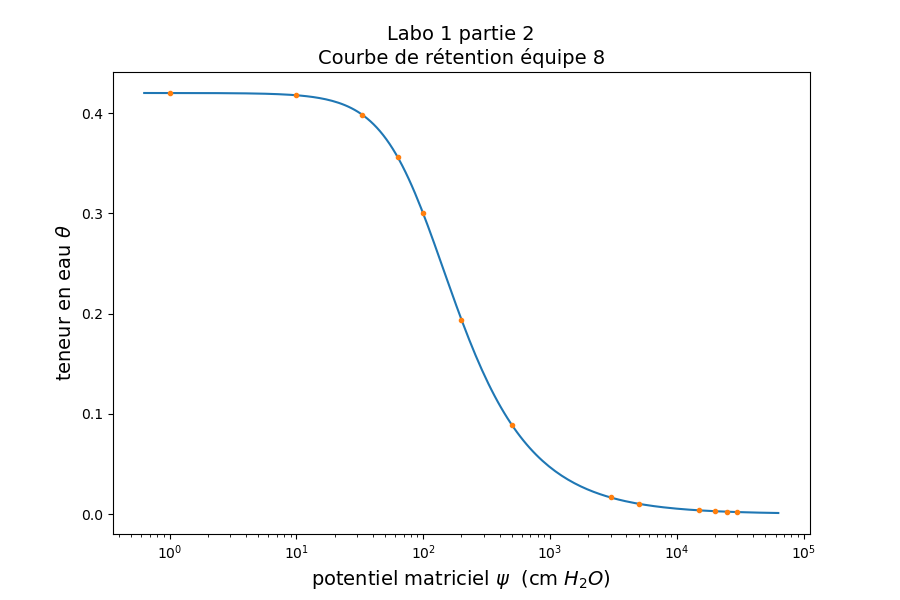 Labo 1 partie 2
Courbe de rétention équipe 8
teneur en eau θ
0.4
0.3
0.2
0.1
0.0
10⁰ 10¹ 10² 10³ 10⁴ 10⁵
potentiel matriciel ψ (cm H₂O)